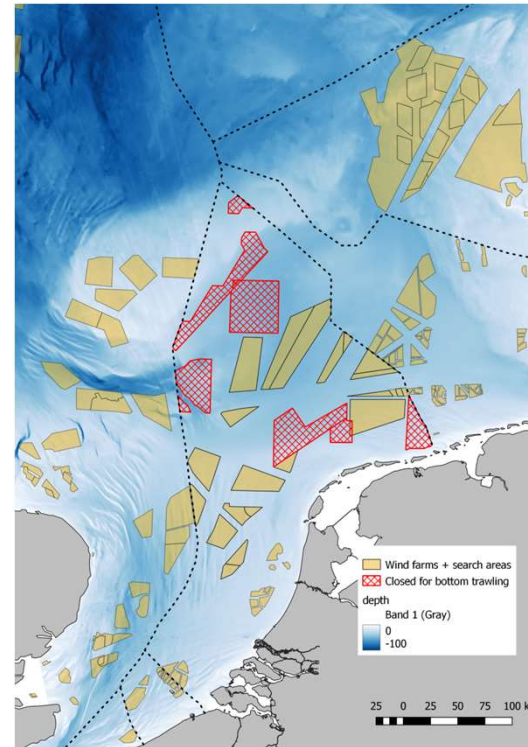 Wind farms + search areas
Closed for bottom trawling
depth
Band 1 (Gray)
0
-100
25 0 25 50 75 100 k